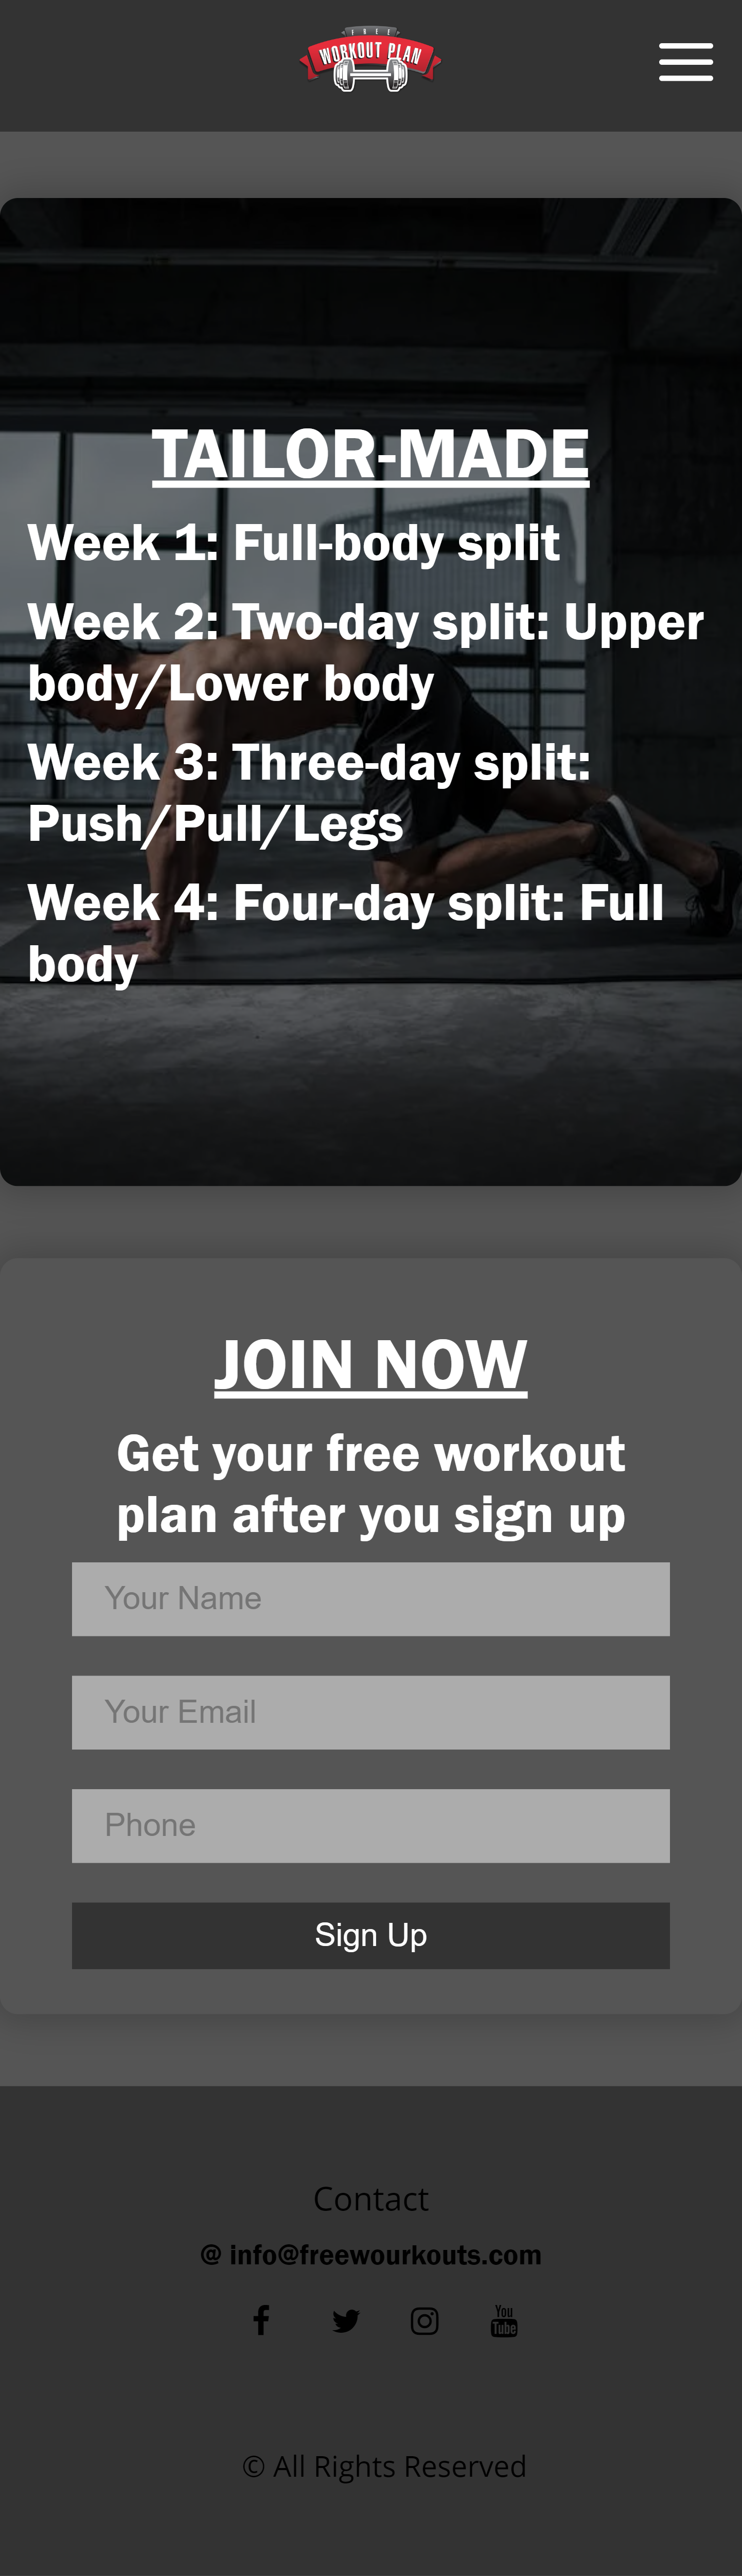 FREE
WORKOUT PLAN
TAILOR-MADE
Week 1: Full-body split
Week 2: Two-day split: Upper
body/Lower body
Week 3: Three-day split:
Push/Pull/Legs
Week 4: Four-day split: Full
body
JOIN NOW
Get your free workout
plan after you sign up
Your Name
Your Email
Phone
Sign Up
Contact
@ info@freewourkouts.com
You
Tube
© All Rights Reserved